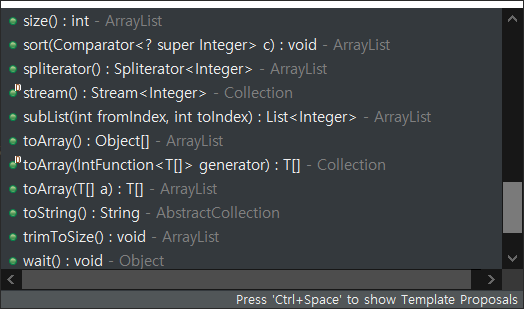 size() : int - ArrayList
sort(Comparator<? super Integer> c) : void - ArrayList
spliterator() : Spliterator<Integer> - ArrayList
stream() : Stream<Integer> - Collection
subList(int fromIndex, int toIndex) : List<Integer> - ArrayList
toArray() : Object[] - ArrayList
toArray(IntFunction<T[]> generator) : T[] - Collection
toArray(T[] a) : T[] - ArrayList
toString() : String - AbstractCollection
trimToSize() : void - ArrayList
wait() : void - Object
Press 'Ctrl+Space' to show Template Proposals